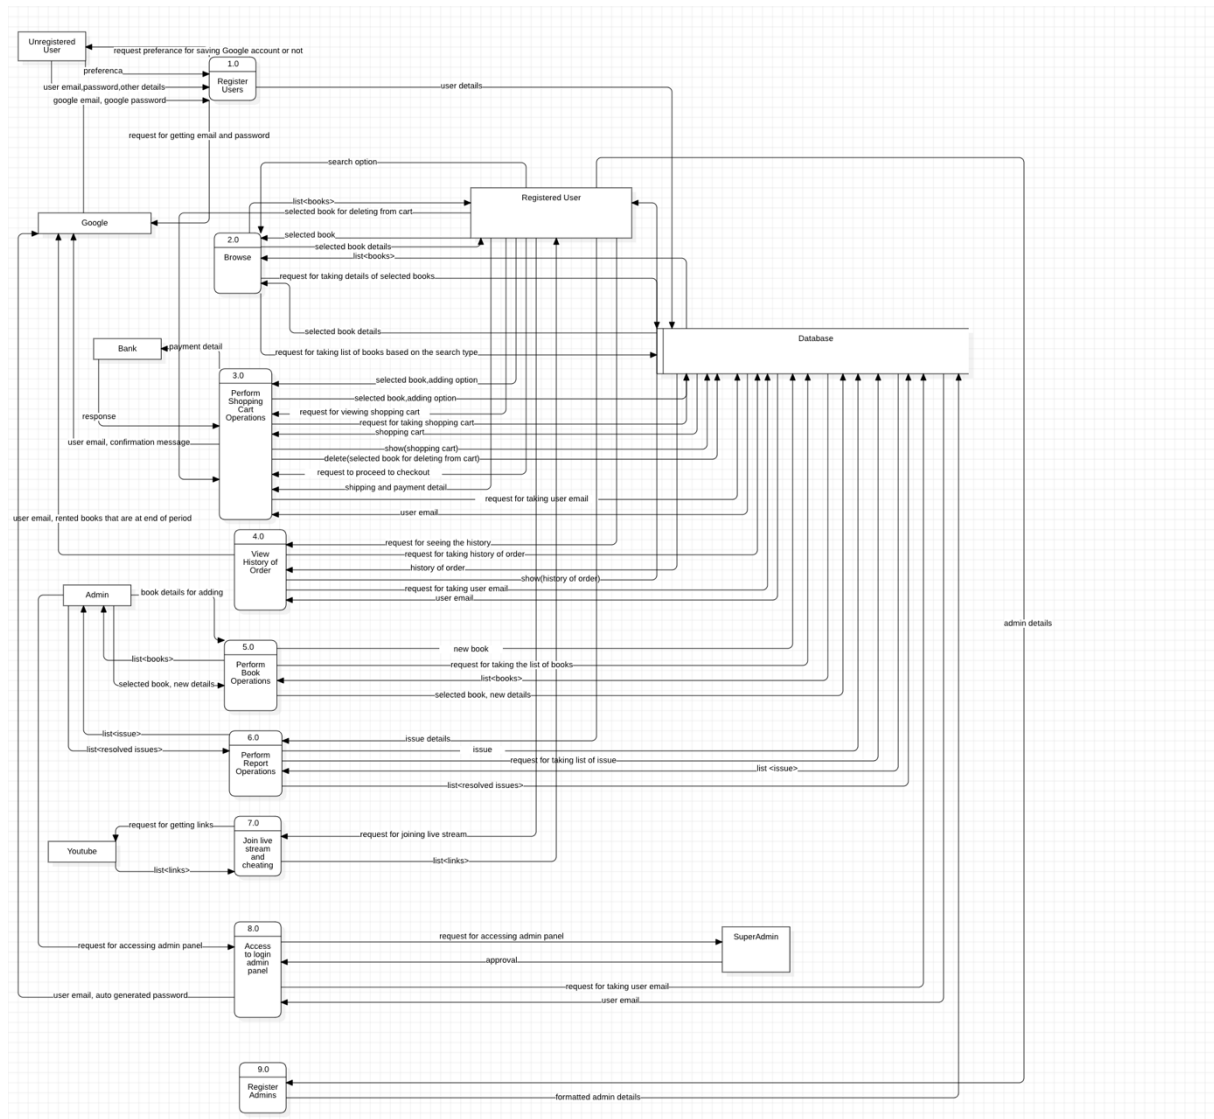 Unregistered
User
request preferance for saving Google account or not
1.0
preferenca
Register
Users
user email,password,other details
user details
google email, google password
request for getting email and password
search option
Registered User
list<books>
selected book for deleting from cart
Google
selected book
2.0
selected book details
Browse
list<books>
request for taking details of selected books
selected book details
Database
Bank
payment detail
request for taking list of books based on the search type
3.0
selected book,adding option
Perform
Shopping
Cart
Operations
selected book,adding option
request for viewing shopping cart
response
request for taking shopping cart
shopping cart
user email, confirmation message
show(shopping cart)
delete(selected book for deleting from cart)
request to proceed to checkout
shipping and payment detail
request for taking user email
user email
user email, rented books that are at end of period
4.0
request for seeing the history
View
History of
Order
request for taking history of order
history of order
show(history of order)
request for taking user email
user email
Admin
book details for adding
admin details
5.0
new book
list<books>
Perform
Book
Operations
request for taking the list of books
list<books>
selected book, new details
selected book, new details
list<issue>
6.0
issue details
list<resolved issues>
issue
Perform
Report
Operations
request for taking list of issue
list <issue>
list<resolved issues>
request for getting links
7.0
request for joining live stream
Youtube
Join live
stream
and
cheating
list<links>
list<links>
8.0
request for accessing admin panel
SuperAdmin
request for accessing admin panel
Access
to login
admin
panel
approval
request for taking user email
user email, auto generated password
user email
9.0
Register
Admins
formatted admin details